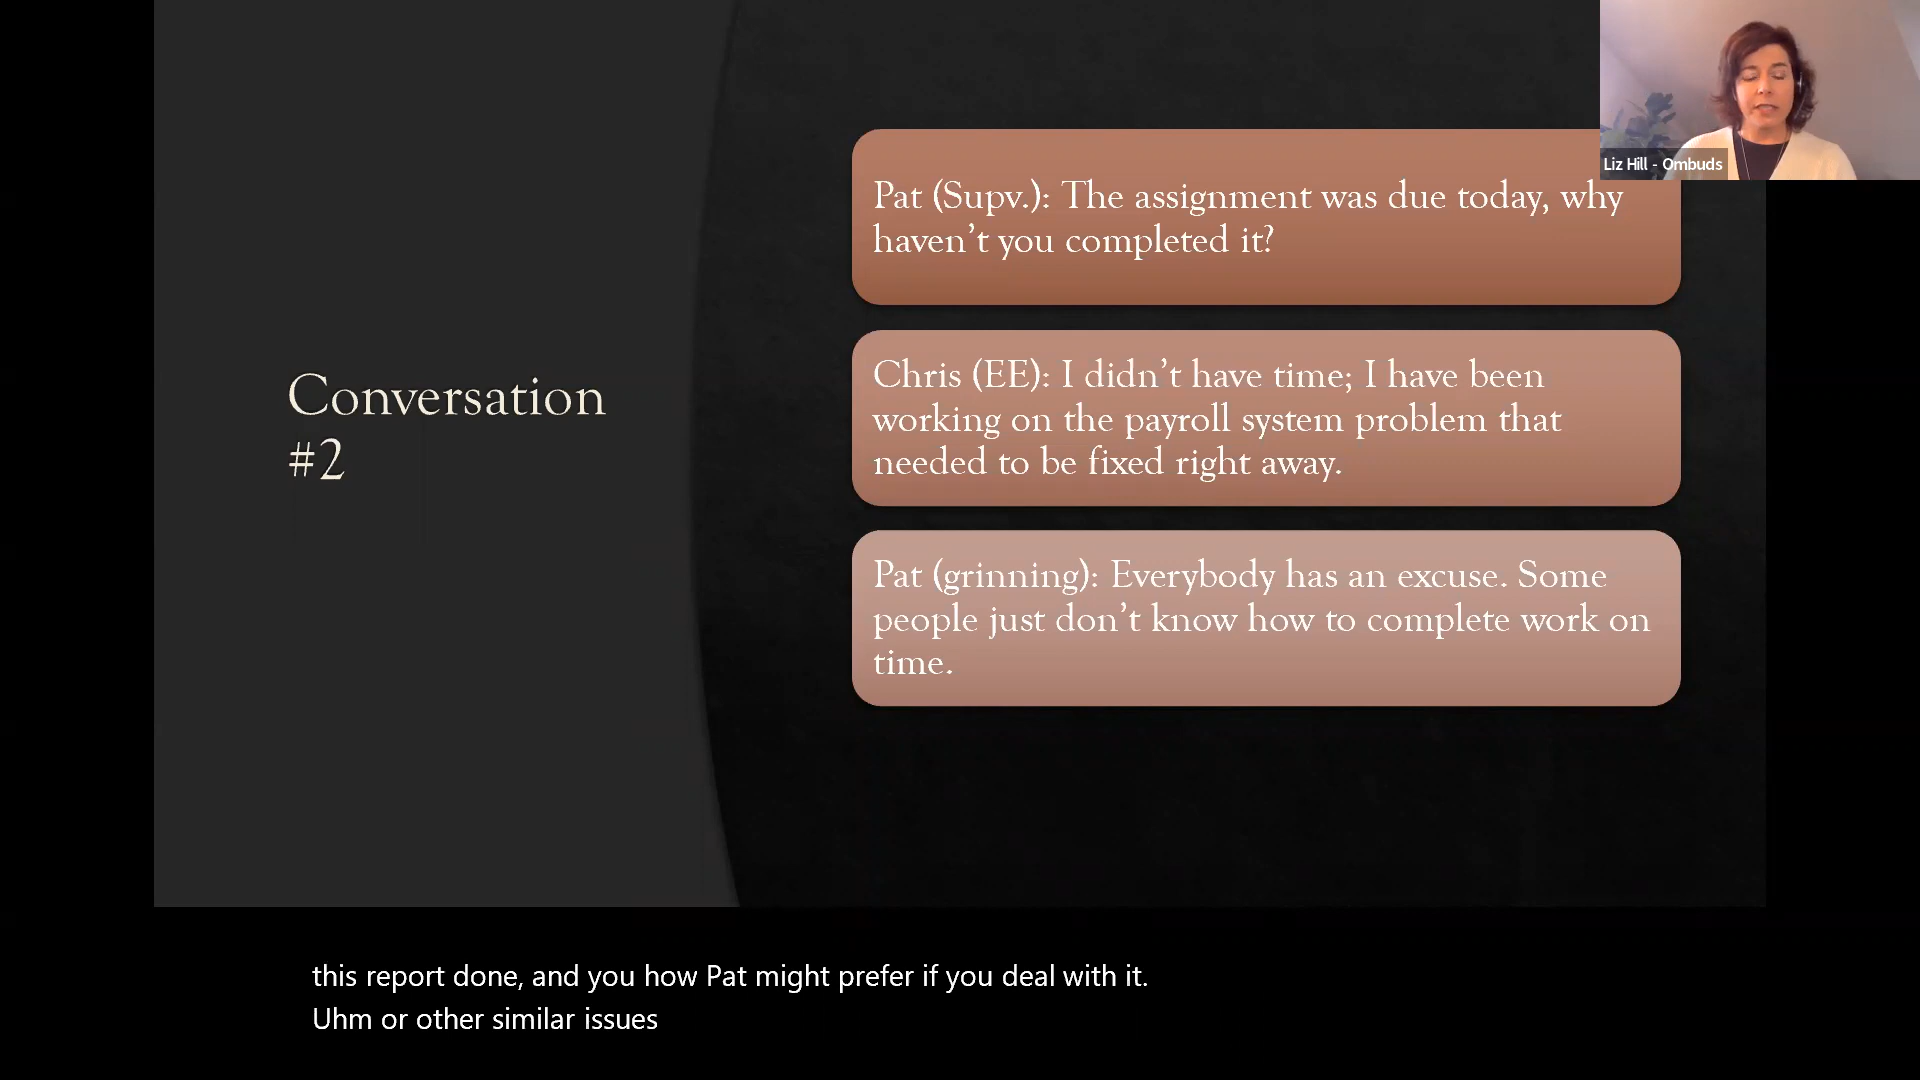 Liz Hill - Ombuds
Pat (Supv.): The assignment was due today, why
haven’t you completed it?
Conversation
#2
Chris (EE): I didn’t have time; I have been
working on the payroll system problem that
needed to be fixed right away.
Pat (grinning): Everybody has an excuse. Some
people just don’t know how to complete work on
time.
this report done, and you how Pat might prefer if you deal with it.
Uhm or other similar issues